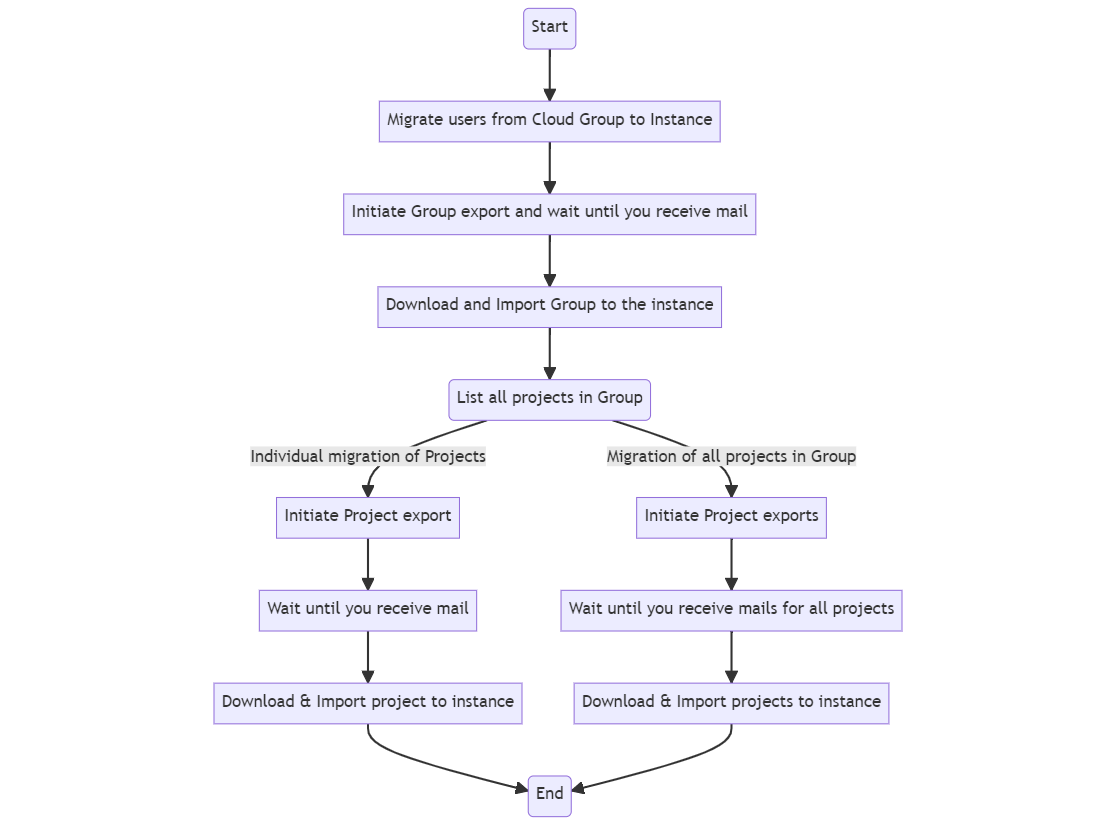 Start
Migrate users from Cloud Group to Instance
Initiate Group export and wait until you receive mail
Download and Import Group to the instance
List all projects in Group
Individual migration of Projects
Migration of all projects in Group
Initiate Project export
Initiate Project exports
Wait until you receive mail
Wait until you receive mails for all projects
Download & Import project to instance
Download & Import projects to instance
End